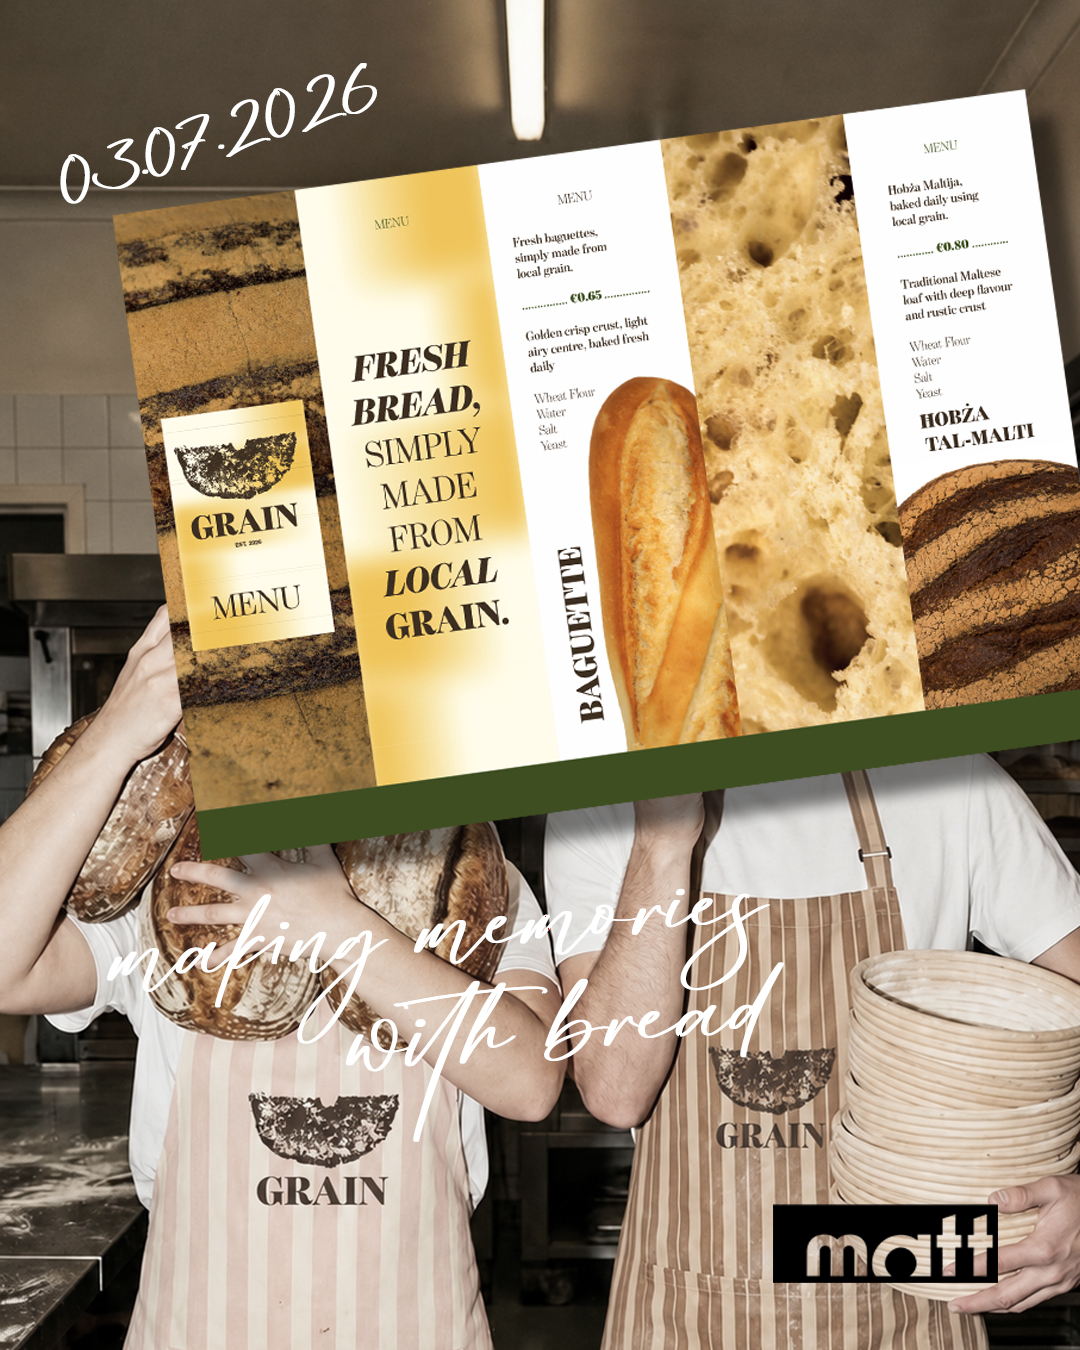 03.07.2026
MENU
FRESH
BREAD,
SIMPLY
MADE
FROM
LOCAL
GRAIN.
GRAIN
EST. 2026
MENU
MENU
Fresh baguettes,
simply made from
local grain.
€0.65
Golden crisp crust, light
airy centre, baked fresh
daily
Wheat Flour
Water
Salt
Yeast
BAGUETTE
MENU
Hobża Maltija,
baked daily using
local grain.
€0.80
Traditional Maltese
loaf with deep flavour
and rustic crust
Wheat Flour
Water
Salt
Yeast
ĦOBŻA
TAL-MALTI
making memories
with bread
GRAIN
GRAIN
matt